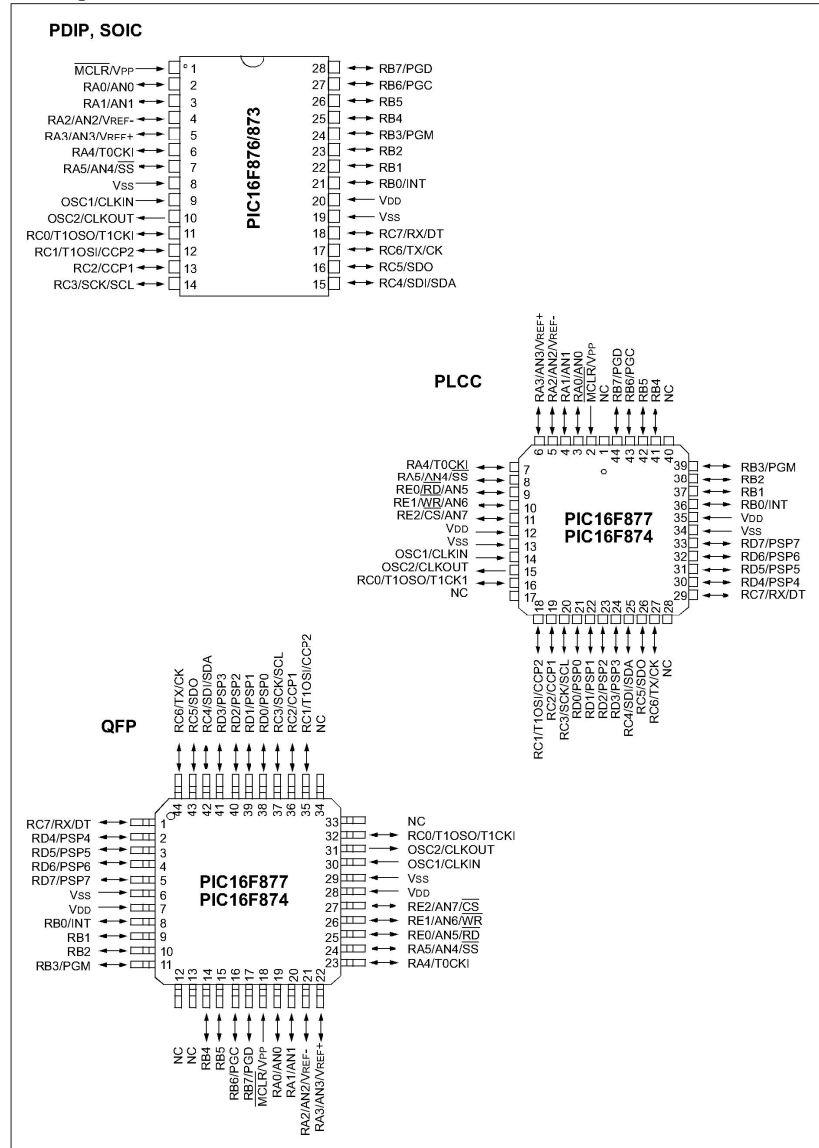 PDIP, SOIC
MCLR/VPP
RA0/AN0
RA1/AN1
RA2/AN2/VREF-
RA3/AN3/VREF+
RA4/T0CKI
RA5/AN4/SS
VSS
OSC1/CLKIN
OSC2/CLKOUT
RC0/T1OSO/T1CKI
RC1/T1OSI/CCP2
RC2/CCP1
RC3/SCK/SCL
1
2
3
4
5
6
7
8
9
10
11
12
13
14
PIC16F876/873
28
27
26
25
24
23
22
21
20
19
18
17
16
15
RB7/PGD
RB6/PGC
RB5
RB4
RB3/PGM
RB2
RB1
RB0/INT
VDD
VSS
RC7/RX/DT
RC6/TX/CK
RC5/SDO
RC4/SDI/SDA
PLCC
RA3/AN3/VREF+
RA2/AN2/VREF-
RA1/AN1
RA0/AN0
MCLR/VPP
NC
RB7/PGD
RB6/PGC
RB5
RB4
NC
6
5
4
3
2
1
44
43
42
41
40
RA4/T0CKI
RA5/AN4/SS
RE0/RD/AN5
RE1/WR/AN6
RE2/CS/AN7
VDD
VSS
OSC1/CLKIN
OSC2/CLKOUT
RC0/T1OSO/T1CK1
NC
7
8
9
10
11
12
13
14
15
16
17
PIC16F877
PIC16F874
39
38
37
36
35
34
33
32
31
30
29
RB3/PGM
RB2
RB1
RB0/INT
VDD
VSS
RD7/PSP7
RD6/PSP6
RD5/PSP5
RD4/PSP4
RC7/RX/DT
18
19
20
21
22
23
24
25
26
27
28
RC1/T1OSI/CCP2
RC2/CCP1
RC3/SCK/SCL
RD0/PSP0
RD1/PSP1
RD2/PSP2
RD3/PSP3
RC4/SDI/SDA
RC5/SDO
RC6/TX/CK
NC
QFP
RC6/TX/CK
RC5/SDO
RC4/SDI/SDA
RD3/PSP3
RD2/PSP2
RD1/PSP1
RD0/PSP0
RC3/SCK/SCL
RC2/CCP1
RC1/T1OSI/CCP2
NC
44
43
42
41
40
39
38
37
36
35
34
RC7/RX/DT
RD4/PSP4
RD5/PSP5
RD6/PSP6
RD7/PSP7
VSS
VDD
RB0/INT
RB1
RB2
RB3/PGM
1
2
3
4
5
6
7
8
9
10
11
PIC16F877
PIC16F874
33
32
31
30
29
28
27
26
25
24
23
NC
RC0/T1OSO/T1CKI
OSC2/CLKOUT
OSC1/CLKIN
VSS
VDD
RE2/AN7/CS
RE1/AN6/WR
RE0/AN5/RD
RA5/AN4/SS
RA4/T0CKI
12
13
14
15
16
17
18
19
20
21
22
NC
NC
RB4
RB5
RB6/PGC
RB7/PGD
MCLR/VPP
RA0/AN0
RA1/AN1
RA2/AN2/VREF-
RA3/AN3/VREF+